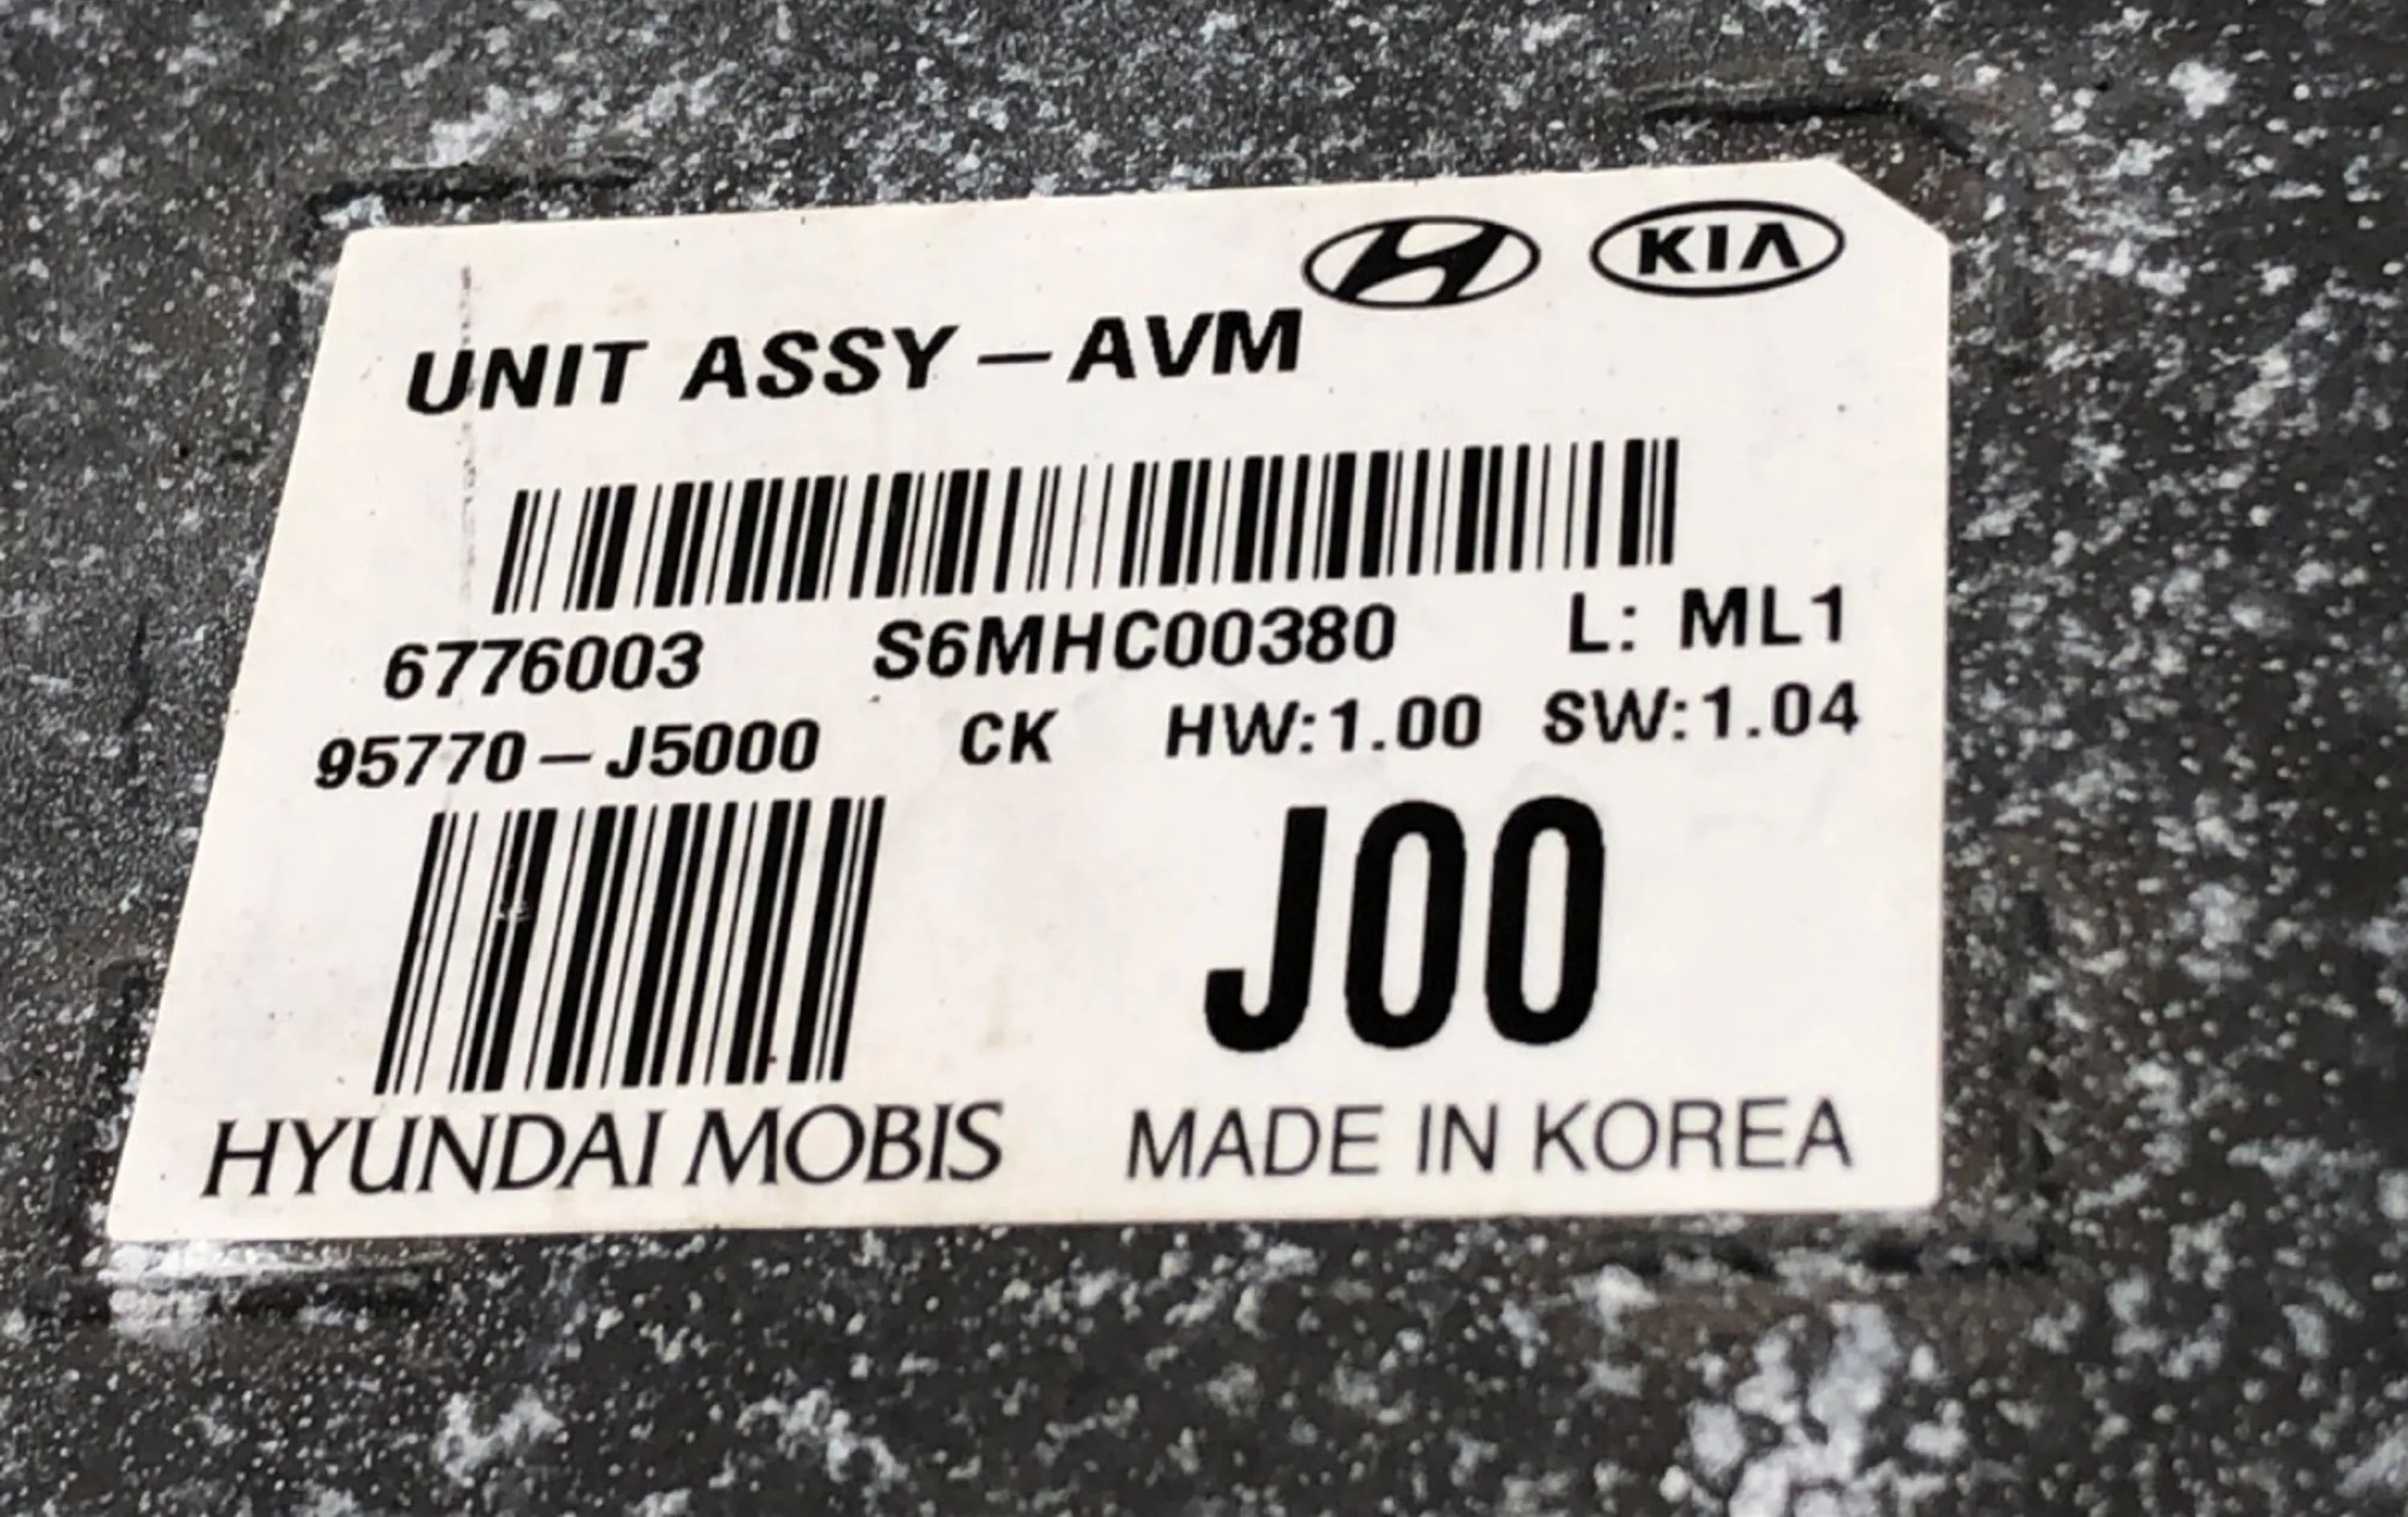 KIA
UNIT ASSY-AVM
6776003 S6MHC00380 L: ML1
95770-J5000 CK HW:1.00 SW:1.04
J00
HYUNDAI MOBIS MADE IN KOREA